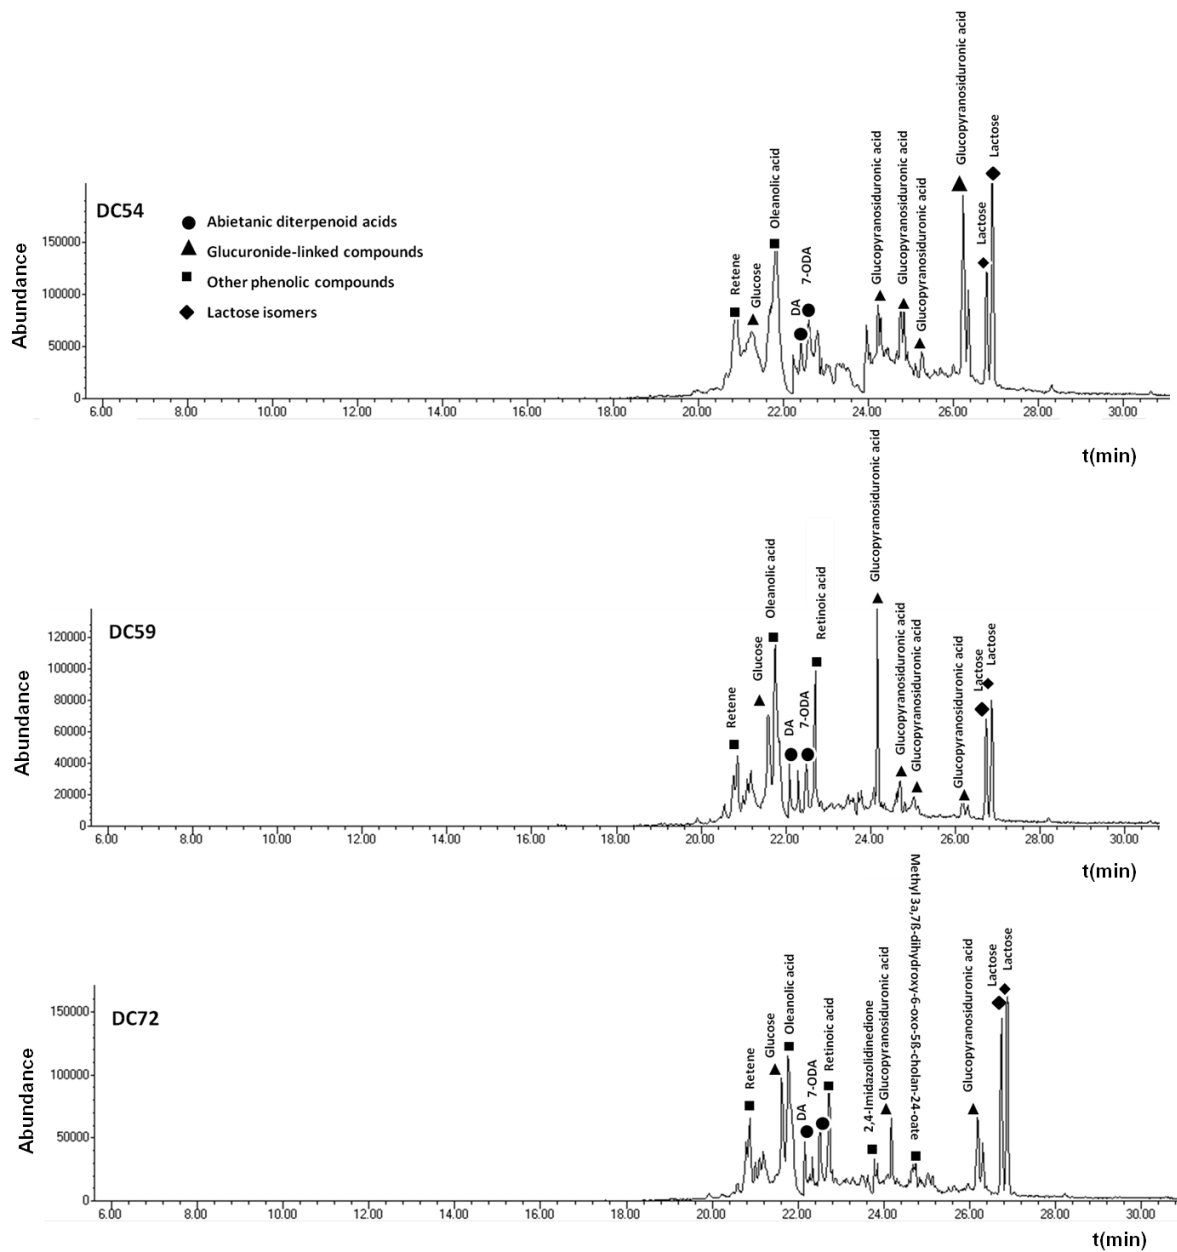 Glucopyranosiduronic acid
Oleanolic acid
Glucopyranosiduronic acid
Glucopyranosiduronic acid
Glucopyranosiduronic acid
Lactose
Lactose
Retene
Glucose
DA
7-ODA
DC54
Abietanic diterpenoid acids
Glucuronide-linked compounds
Other phenolic compounds
Lactose isomers
Abundance
150000
100000
50000
0
6.00 8.00 10.00 12.00 14.00 16.00 18.00 20.00 22.00 24.00 26.00 28.00 30.00
t(min)
Glucopyranosiduronic acid
Oleanolic acid
Retinoic acid
Glucopyranosiduronic acid
Glucopyranosiduronic acid
Glucopyranosiduronic acid
Lactose
Lactose
Retene
Glucose
DA
7-ODA
DC59
Abundance
120000
100000
80000
60000
40000
20000
0
6.00 8.00 10.00 12.00 14.00 16.00 18.00 20.00 22.00 24.00 26.00 28.00 30.00
t(min)
Methyl 3a,7ß-dihydroxy-6-oxo-5ß-cholan-24-oate
Retene
Glucose
Oleanolic acid
DA
7-ODA
Retinoic acid
2,4-Imidazolidinedione
Glucopyranosiduronic acid
Glucopyranosiduronic acid
Lactose
Lactose
DC72
Abundance
150000
100000
50000
0
6.00 8.00 10.00 12.00 14.00 16.00 18.00 20.00 22.00 24.00 26.00 28.00 30.00
t(min)